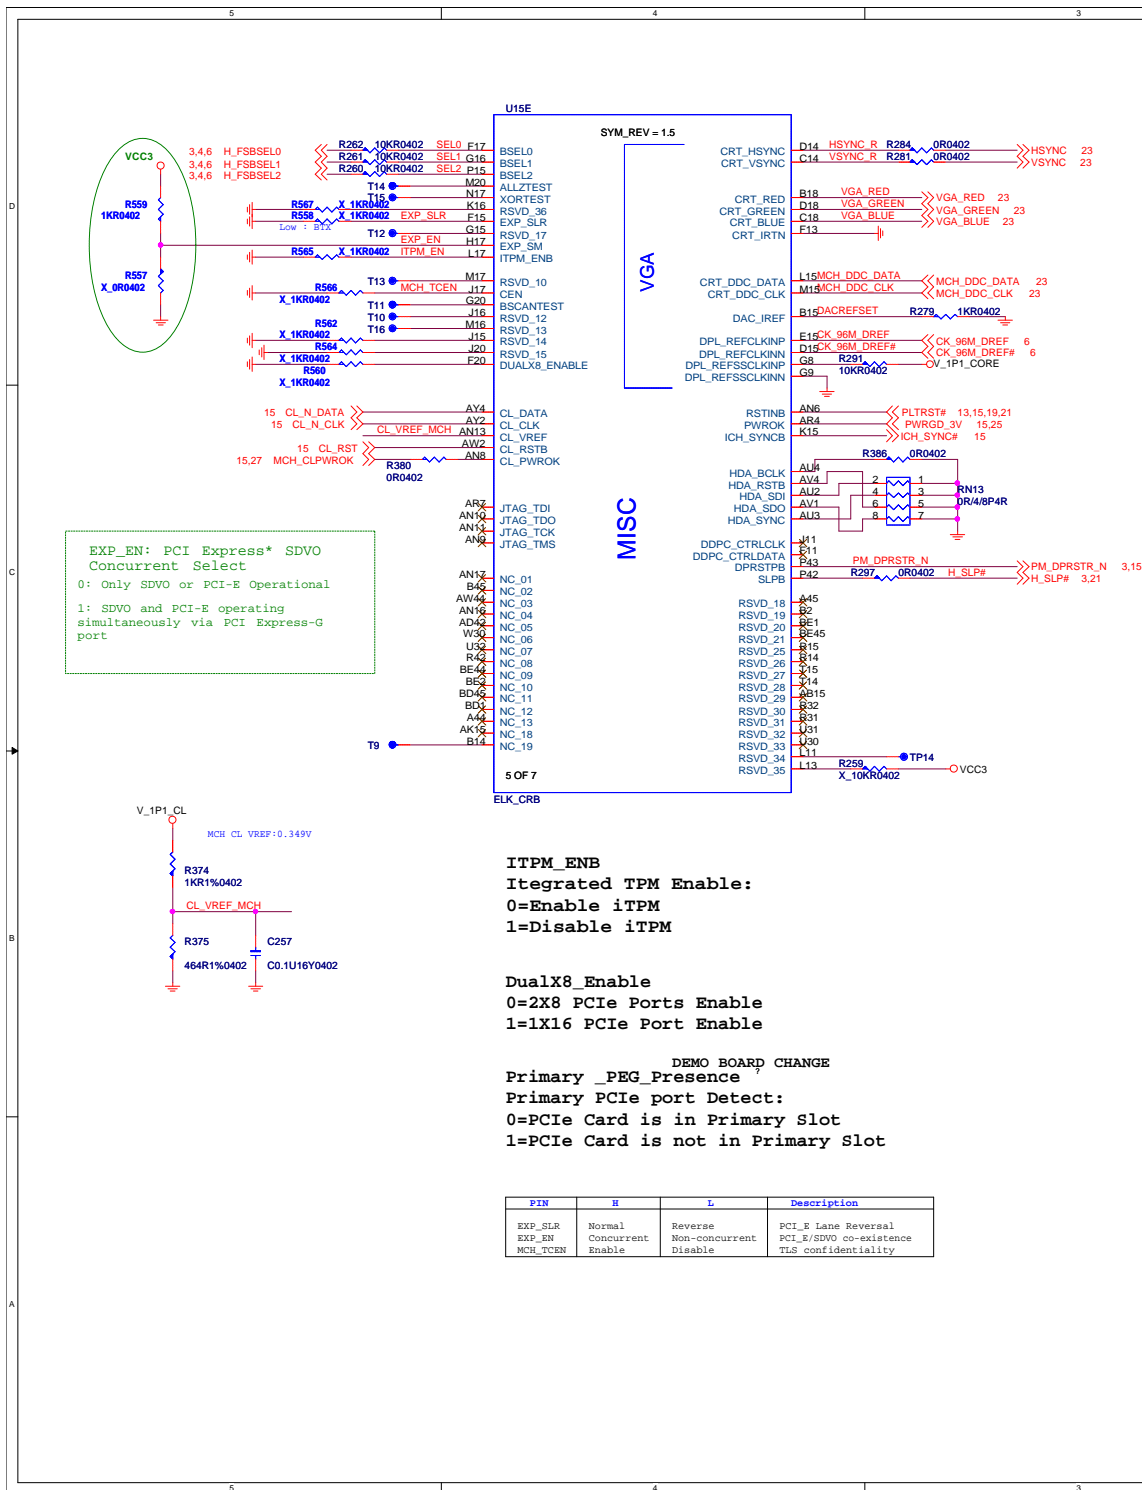 5 4 3
U15E
SYM_REV = 1.5
VCC3
R559
1KR0402
R557
X_0R0402
3,4,6 H_FSBSEL0 R262 10KR0402 SEL0 F17 BSEL0
3,4,6 H_FSBSEL1 R261 10KR0402 SEL1 G16 BSEL1
3,4,6 H_FSBSEL2 R260 10KR0402 SEL2 P15 BSEL2
T14 M20 ALLZTEST
T15 N17 XORTEST
R567 X_1KR0402 K16 RSVD_36
R558 X_1KR0402 EXP_SLR F15 EXP_SLR
Low : BTX
T12 G15 RSVD_17
EXP_EN H17 EXP_SM
R565 X_1KR0402 ITPM_EN L17 ITPM_ENB
T13 M17 RSVD_10
R566 X_1KR0402 MCH_TCEN J17 CEN
T11 G20 BSCANTEST
T10 J16 RSVD_12
T16 M16 RSVD_13
R562 X_1KR0402 J15 RSVD_14
R564 X_1KR0402 J20 RSVD_15
R560 X_1KR0402 F20 DUALX8_ENABLE
15 CL_N_DATA AY4 CL_DATA
15 CL_N_CLK AY2 CL_CLK
CL_VREF_MCH AN13 CL_VREF
15 CL_RST AW2 CL_RSTB
15,27 MCH_CLPWROK R380 0R0402 AN8 CL_PWROK
AR7 JTAG_TDI
AN10 JTAG_TDO
AN11 JTAG_TCK
AN9 JTAG_TMS
AN17 NC_01
B45 NC_02
AW44 NC_03
AN16 NC_04
AD42 NC_05
W30 NC_06
U32 NC_07
R42 NC_08
BE44 NC_09
BE2 NC_10
BD45 NC_11
BD1 NC_12
A44 NC_13
AK15 NC_18
T9 B14 NC_19
VGA
MISC
CRT_HSYNC D14 HSYNC_R R284 0R0402 HSYNC 23
CRT_VSYNC C14 VSYNC_R R281 0R0402 VSYNC 23
CRT_RED B18 VGA_RED VGA_RED 23
CRT_GREEN D18 VGA_GREEN VGA_GREEN 23
CRT_BLUE C18 VGA_BLUE VGA_BLUE 23
CRT_IRTN F13
CRT_DDC_DATA L15 MCH_DDC_DATA MCH_DDC_DATA 23
CRT_DDC_CLK M15 MCH_DDC_CLK MCH_DDC_CLK 23
DAC_IREF B15 DACREFSET R279 1KR0402
DPL_REFCLKINP E15 CK_96M_DREF CK_96M_DREF 6
DPL_REFCLKINN D15 CK_96M_DREF# CK_96M_DREF# 6
DPL_REFSSCLKINP G8 R291 10KR0402 V_1P1_CORE
DPL_REFSSCLKINN G9
RSTINB AN6 PLTRST# 13,15,19,21
PWROK AR4 PWRGD_3V 15,25
ICH_SYNCB K15 ICH_SYNC# 15
R386 0R0402
HDA_BCLK AU4
HDA_RSTB AV4 2 1
HDA_SDI AU2 4 3
HDA_SDO AV1 6 5
HDA_SYNC AU3 8 7
RN13
0R/4/8P4R
DDPC_CTRLCLK J11
DDPC_CTRLDATA F11
DPRSTPB P43 PM_DPRSTR_N PM_DPRSTR_N 3,15
SLPB P42 R297 0R0402 H_SLP# H_SLP# 3,21
RSVD_18 A45
RSVD_19 B2
RSVD_20 BE1
RSVD_21 BE45
RSVD_25 R15
RSVD_26 R14
RSVD_27 T15
RSVD_28 T14
RSVD_29 AB15
RSVD_30 R32
RSVD_31 R31
RSVD_32 U31
RSVD_33 U30
RSVD_34 L11 TP14
RSVD_35 L13 R259 X_10KR0402 VCC3
5 OF 7
ELK_CRB
EXP_EN: PCI Express* SDVO
Concurrent Select
0: Only SDVO or PCI-E Operational
1: SDVO and PCI-E operating
simultaneously via PCI Express-G
port
V_1P1_CL
MCH CL VREF:0.349V
R374
1KR1%0402
CL_VREF_MCH
R375 C257
464R1%0402 C0.1U16Y0402
ITPM_ENB
Itegrated TPM Enable:
0=Enable iTPM
1=Disable iTPM
DualX8_Enable
0=2X8 PCIe Ports Enable
1=1X16 PCIe Port Enable
DEMO BOARD CHANGE
?
Primary _PEG_Presence
Primary PCIe port Detect:
0=PCIe Card is in Primary Slot
1=PCIe Card is not in Primary Slot
PIN H L Description
EXP_SLR Normal Reverse PCI_E Lane Reversal
EXP_EN Concurrent Non-concurrent PCI_E/SDVO co-existence
MCH_TCEN Enable Disable TLS confidentiality
D
C
B
A
5 4 3